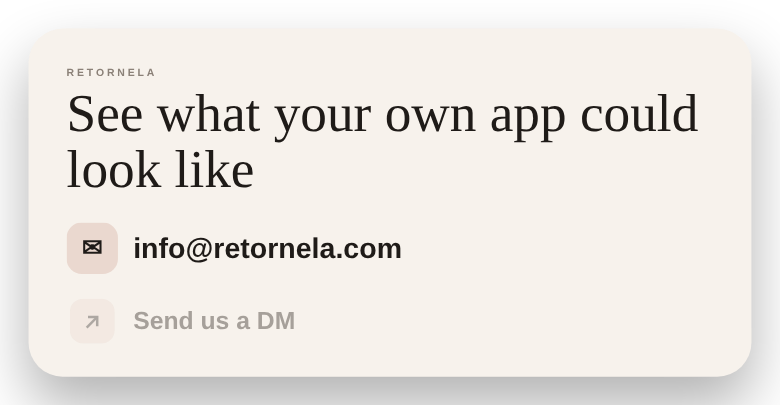 RETORNELA
See what your own app could
look like
info@retornela.com
Send us a DM